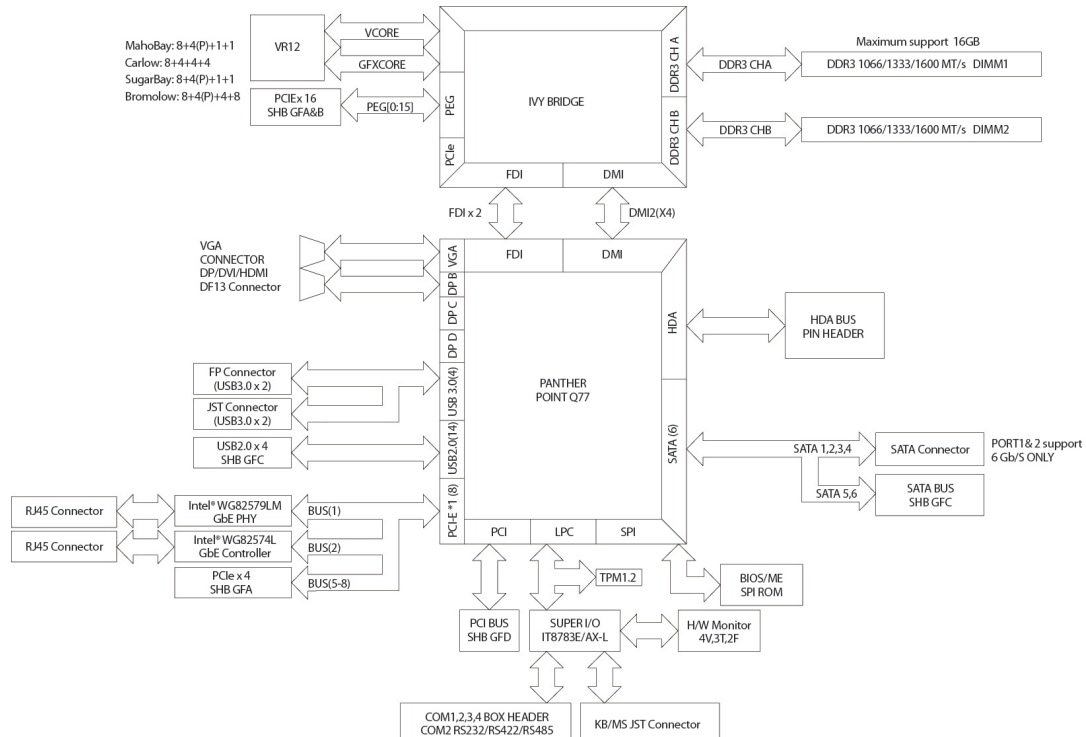 MahoBay: 8+4(P)+1+1
Carlow: 8+4+4+4
SugarBay: 8+4(P)+1+1
Bromolow: 8+4(P)+4+8
VR12
VCORE
GFXCORE
PCIEx 16
SHB GFA&B
PEG[0:15]
PEG
PCIe
IVY BRIDGE
DDR3 CH A
DDR3 CH B
FDI
DMI
DDR3 CHA
DDR3 CHB
Maximum support 16GB
DDR3 1066/1333/1600 MT/s DIMM1
DDR3 1066/1333/1600 MT/s DIMM2
FDI x 2
DMI2(X4)
VGA
CONNECTOR
DP/DVI/HDMI
DF13 Connector
VGA
DP B
DP C
DP D
USB 3.0(4)
USB2.0(14)
PCI-E *1 (8)
FDI
DMI
PANTHER
POINT Q77
HDA
SATA (6)
PCI
LPC
SPI
HDA BUS
PIN HEADER
FP Connector
(USB3.0 x 2)
JST Connector
(USB3.0 x 2)
USB2.0 x 4
SHB GFC
SATA 1,2,3,4
SATA Connector
PORT1& 2 support
6 Gb/S ONLY
SATA 5,6
SATA BUS
SHB GFC
RJ45 Connector
Intel® WG82579LM
GbE PHY
BUS(1)
RJ45 Connector
Intel® WG82574L
GbE Controller
BUS(2)
PCIe x 4
SHB GFA
BUS(5-8)
TPM1.2
BIOS/ME
SPI ROM
PCI BUS
SHB GFD
SUPER I/O
IT8783E/AX-L
H/W Monitor
4V,3T,2F
COM1,2,3,4 BOX HEADER
COM2 RS232/RS422/RS485
KB/MS JST Connector